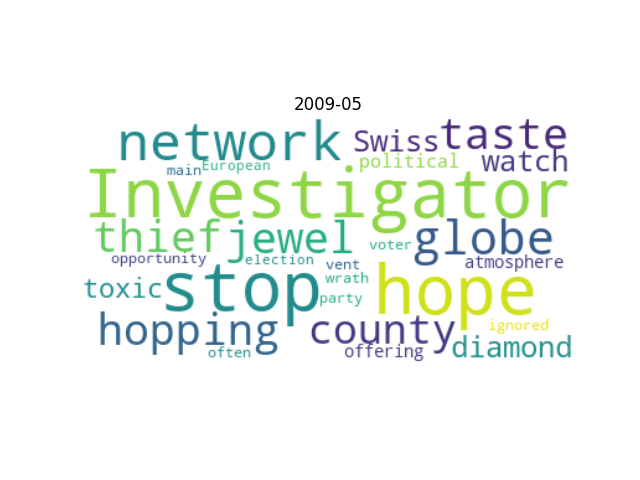 2009-05
network Swiss taste
main European political watch
Investigator
thief jewel voter globe
opportunity election vent atmosphere
toxic stop wrath hope
party
hopping county ignored
often offering diamond